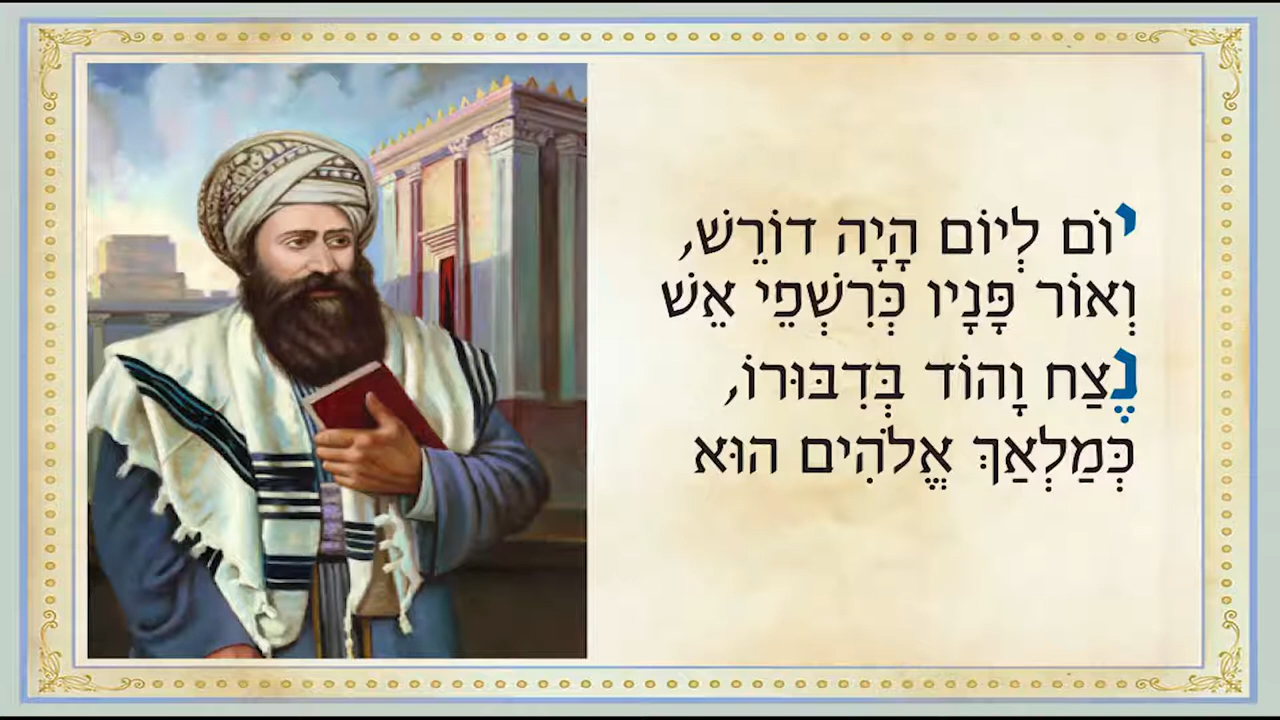 יוֹם לְיוֹם הָיָה דוֹרֵשׁ,
וְאוֹר פָּנָיו כְּרִשְׁפֵי אֵשׁ
נֶצַח וָהוֹד בְּדִבּוּרוֹ,
כְּמַלְאַךְ אֱלֹהִים הוּא